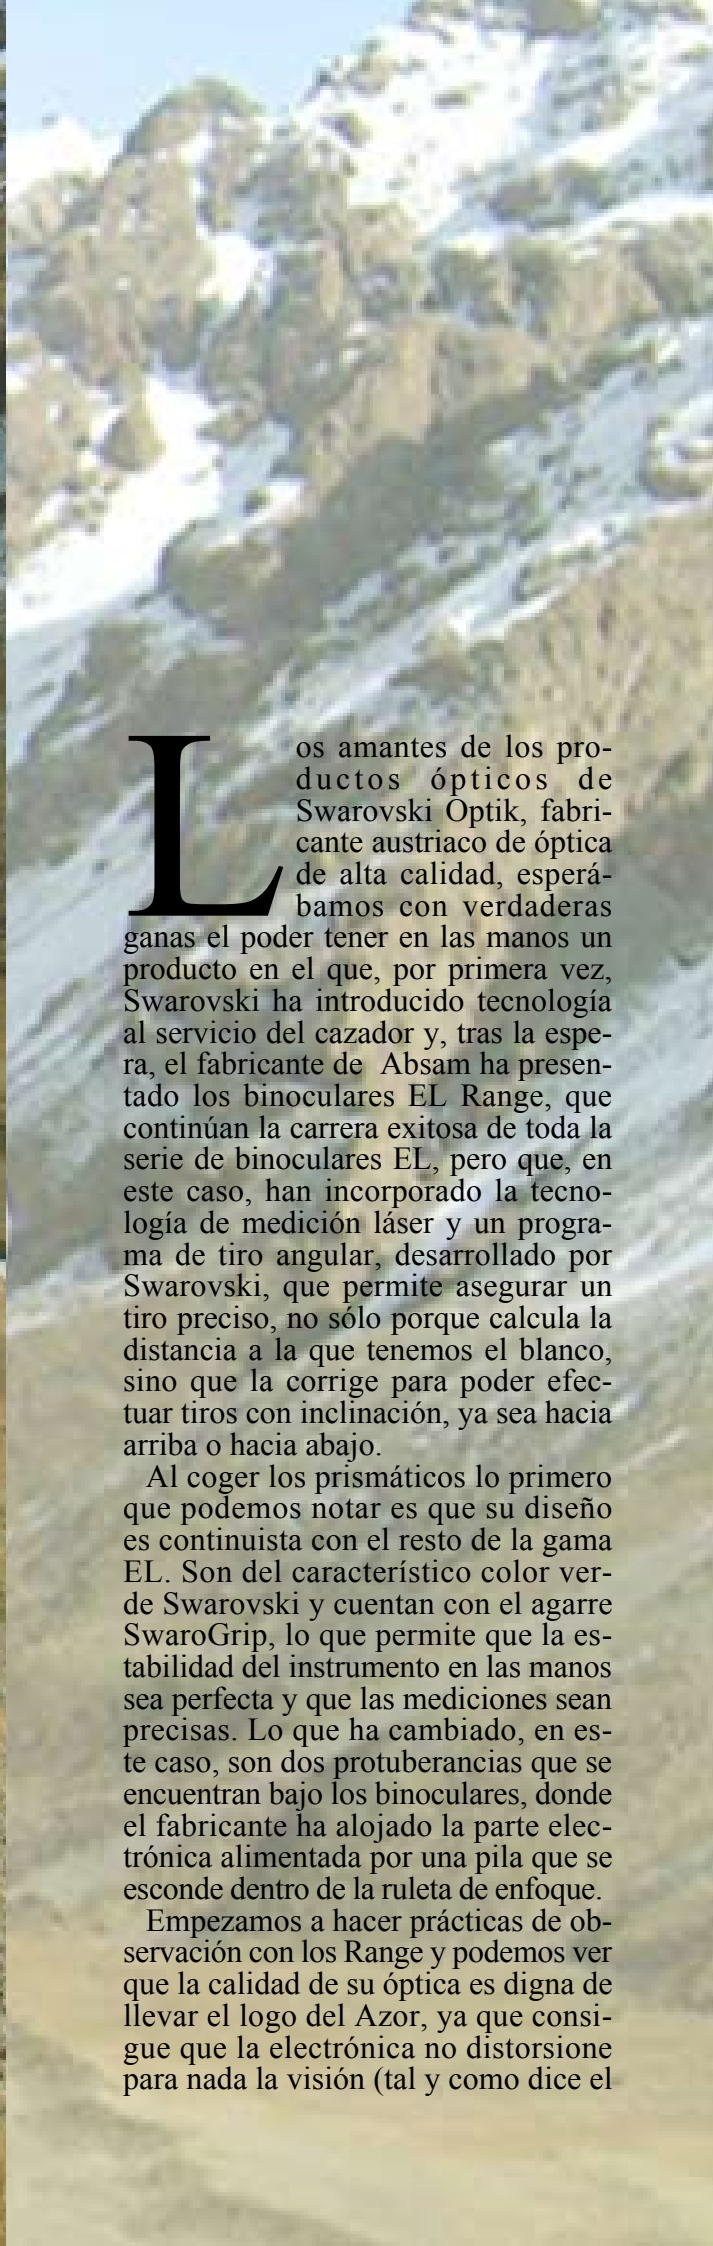 Los amantes de los pro-
ductos ópticos de
Swarovski Optik, fabri-
cante austriaco de óptica
de alta calidad, esperá-
bamos con verdaderas
ganas el poder tener en las manos un
producto en el que, por primera vez,
Swarovski ha introducido tecnología
al servicio del cazador y, tras la espe-
ra, el fabricante de Absam ha presen-
tado los binoculares EL Range, que
continúan la carrera exitosa de toda la
serie de binoculares EL, pero que, en
este caso, han incorporado la tecno-
logía de medición láser y un progra-
ma de tiro angular, desarrollado por
Swarovski, que permite asegurar un
tiro preciso, no sólo porque calcula la
distancia a la que tenemos el blanco,
sino que la corrige para poder efec-
tuar tiros con inclinación, ya sea hacia
arriba o hacia abajo.
Al coger los prismáticos lo primero
que podemos notar es que su diseño
es continuista con el resto de la gama
EL. Son del característico color ver-
de Swarovski y cuentan con el agarre
SwaroGrip, lo que permite que la es-
tabilidad del instrumento en las manos
sea perfecta y que las mediciones sean
precisas. Lo que ha cambiado, en es-
te caso, son dos protuberancias que se
encuentran bajo los binoculares, donde
el fabricante ha alojado la parte elec-
trónica alimentada por una pila que se
esconde dentro de la ruleta de enfoque.
Empezamos a hacer prácticas de ob-
servación con los Range y podemos ver
que la calidad de su óptica es digna de
llevar el logo del Azor, ya que consi-
gue que la electrónica no distorsione
para nada la visión (tal y como dice el